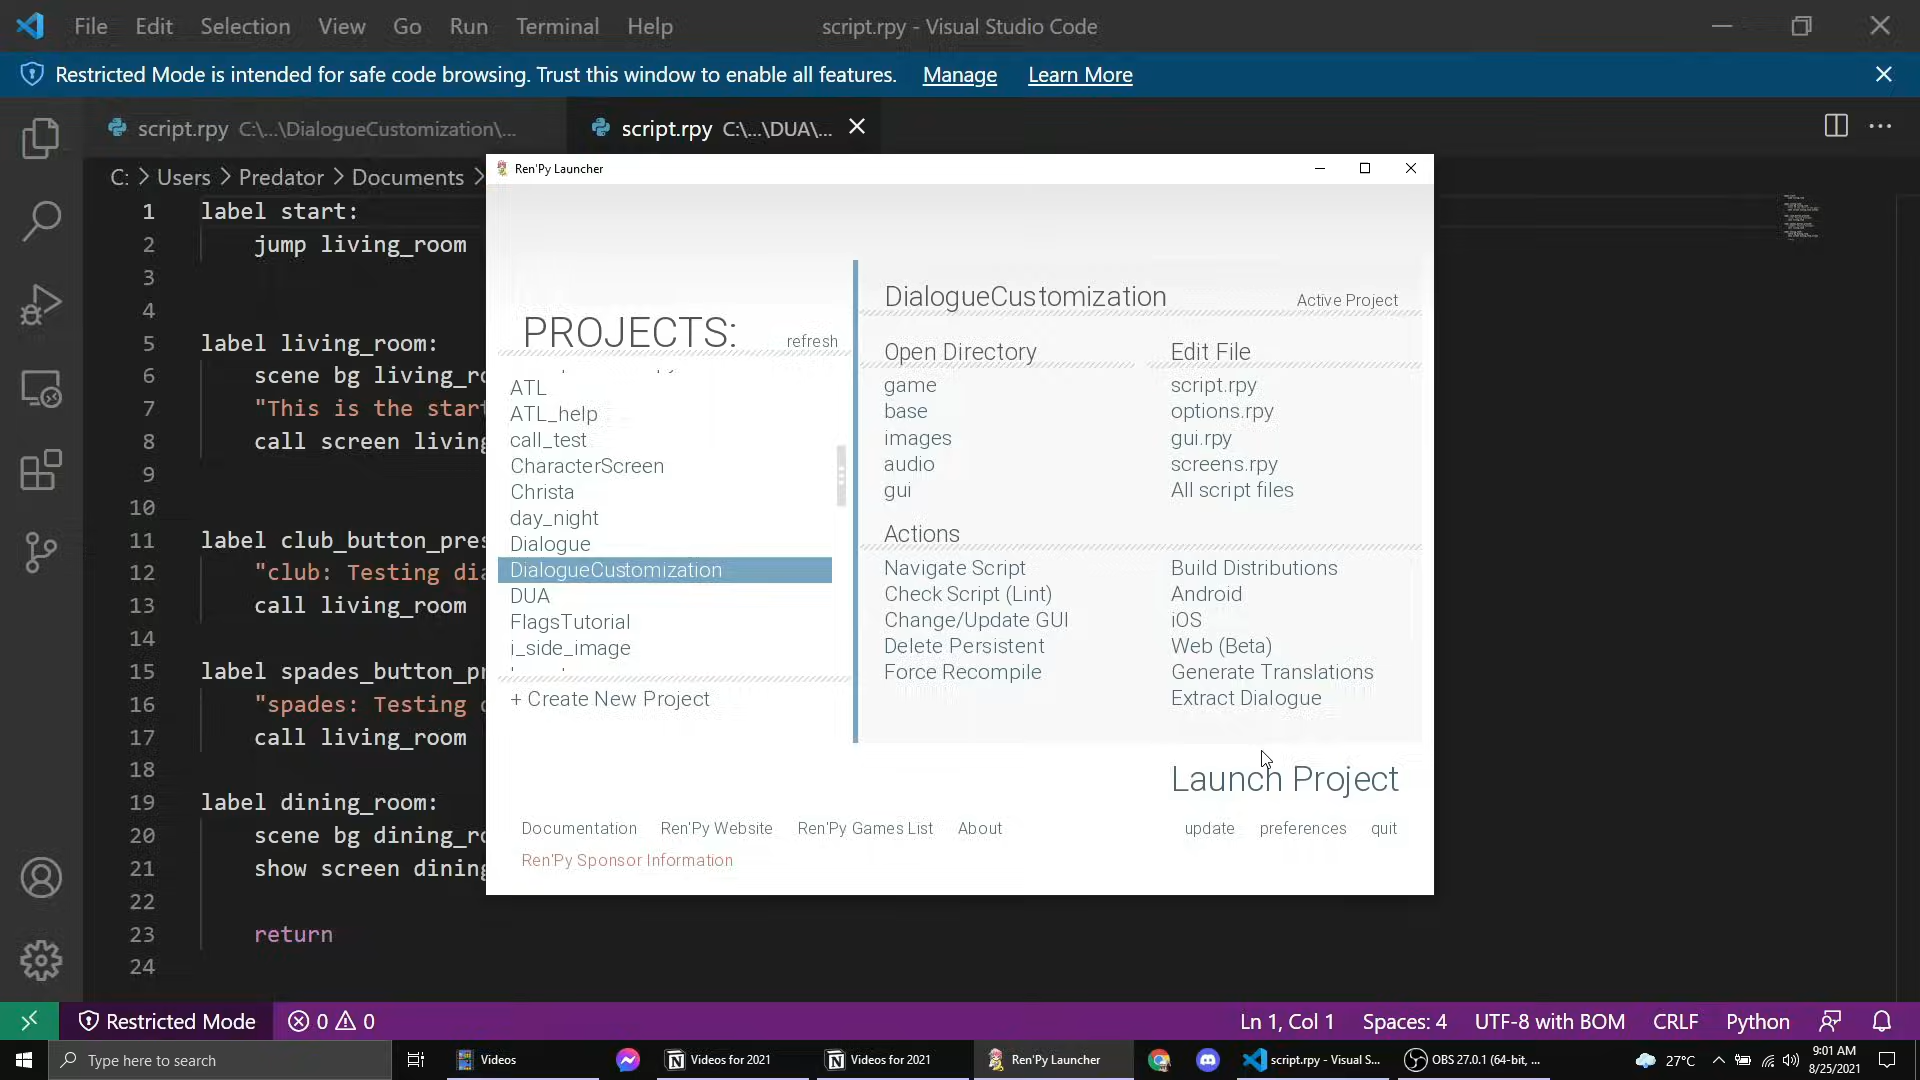 File Edit Selection View Go Run Terminal Help script.rpy - Visual Studio Code
Restricted Mode is intended for safe code browsing. Trust this window to enable all features. Manage Learn More
script.rpy C:\...\DialogueCustomization\...
script.rpy C:\...\DUA\...
C: > Users > Predator > Documents >
1 label start:
2 jump living_room
3
4
5 label living_room:
6 scene bg living_ro
7 "This is the start
8 call screen living
9
10
11 label club_button_pres
12 "club: Testing dia
13 call living_room
14
15 label spades_button_pr
16 "spades: Testing
17 call living_room
18
19 label dining_room:
20 scene bg dining_ro
21 show screen dining
22
23 return
24
Ren'Py Launcher
PROJECTS:
refresh
ATL
ATL_help
call_test
CharacterScreen
Christa
day_night
Dialogue
DialogueCustomization
DUA
FlagsTutorial
i_side_image
+ Create New Project
DialogueCustomization
Active Project
Open Directory
game
base
images
audio
gui
Edit File
script.rpy
options.rpy
gui.rpy
screens.rpy
All script files
Actions
Navigate Script
Check Script (Lint)
Change/Update GUI
Delete Persistent
Force Recompile
Build Distributions
Android
iOS
Web (Beta)
Generate Translations
Extract Dialogue
Launch Project
Documentation Ren'Py Website Ren'Py Games List About
update preferences quit
Ren'Py Sponsor Information
Restricted Mode 0 0
Ln 1, Col 1 Spaces: 4 UTF-8 with BOM CRLF Python
Type here to search
Videos
Videos for 2021
Videos for 2021
Ren'Py Launcher
script.rpy - Visual S...
OBS 27.0.1 (64-bit, ...
27°C
9:01 AM
8/25/2021